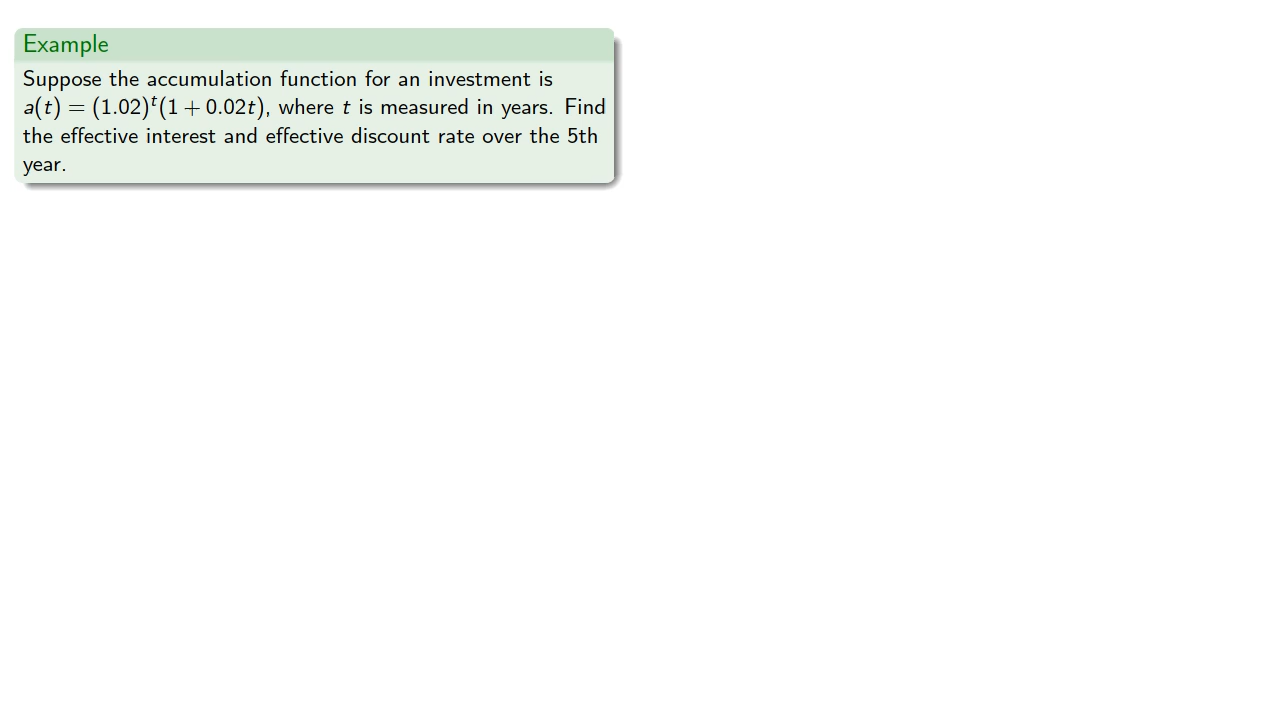 Example
Suppose the accumulation function for an investment is
a(t) = (1.02)^t(1 + 0.02t), where t is measured in years. Find
the effective interest and effective discount rate over the 5th
year.